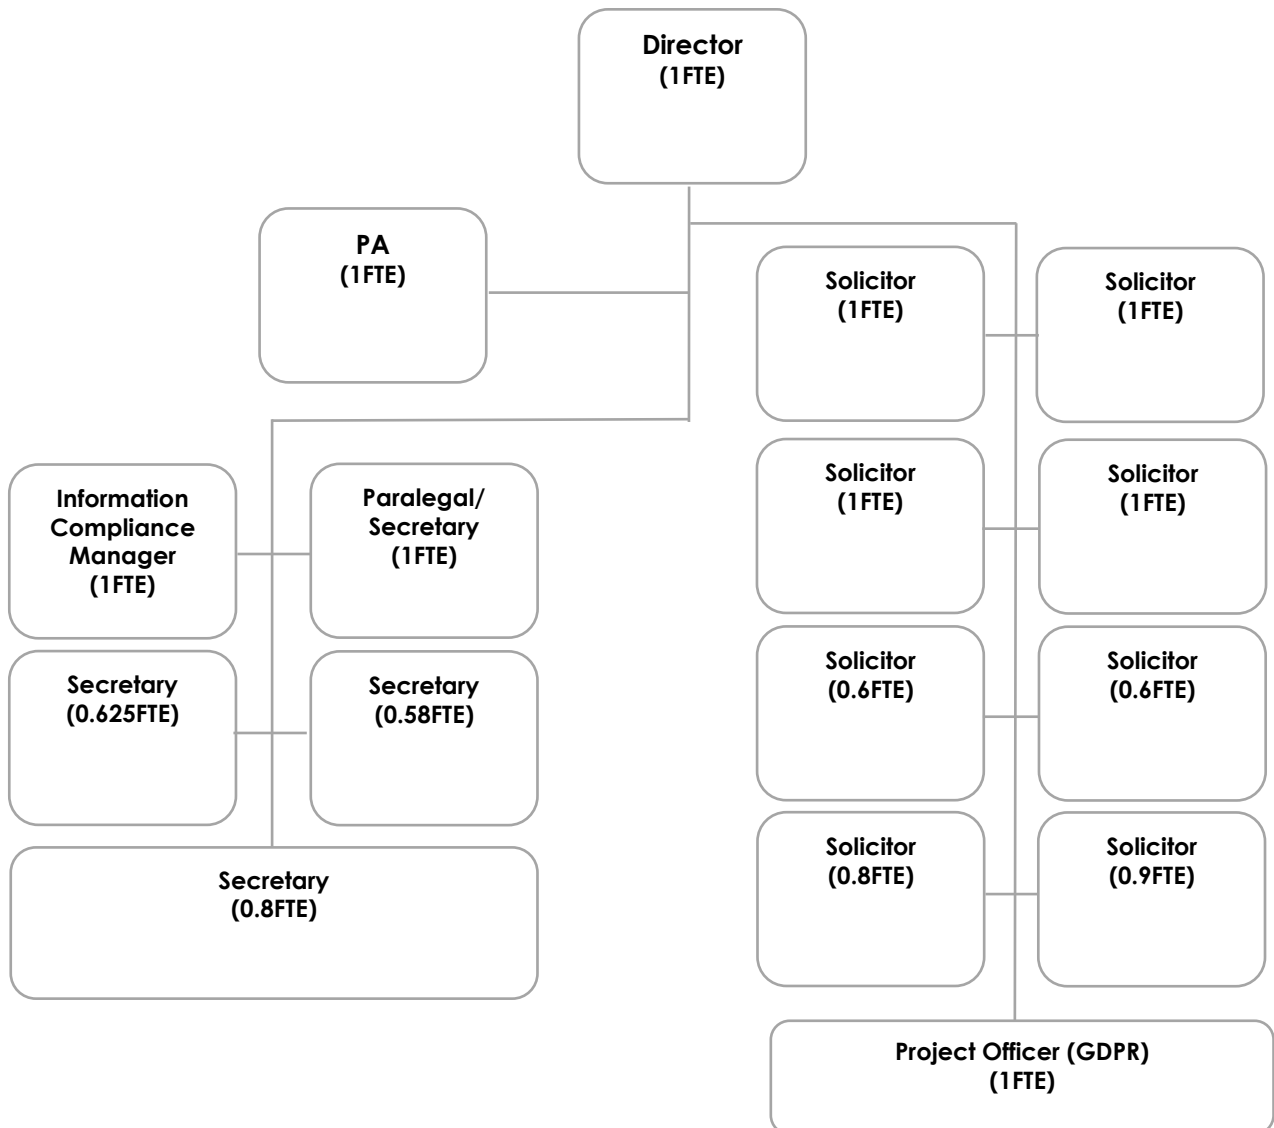 Director
(1FTE)
PA
(1FTE)
Solicitor
(1FTE)
Solicitor
(1FTE)
Solicitor
(1FTE)
Solicitor
(1FTE)
Information
Compliance
Manager
(1FTE)
Paralegal/
Secretary
(1FTE)
Secretary
(0.625FTE)
Secretary
(0.58FTE)
Solicitor
(0.6FTE)
Solicitor
(0.6FTE)
Secretary
(0.8FTE)
Solicitor
(0.8FTE)
Solicitor
(0.9FTE)
Project Officer (GDPR)
(1FTE)